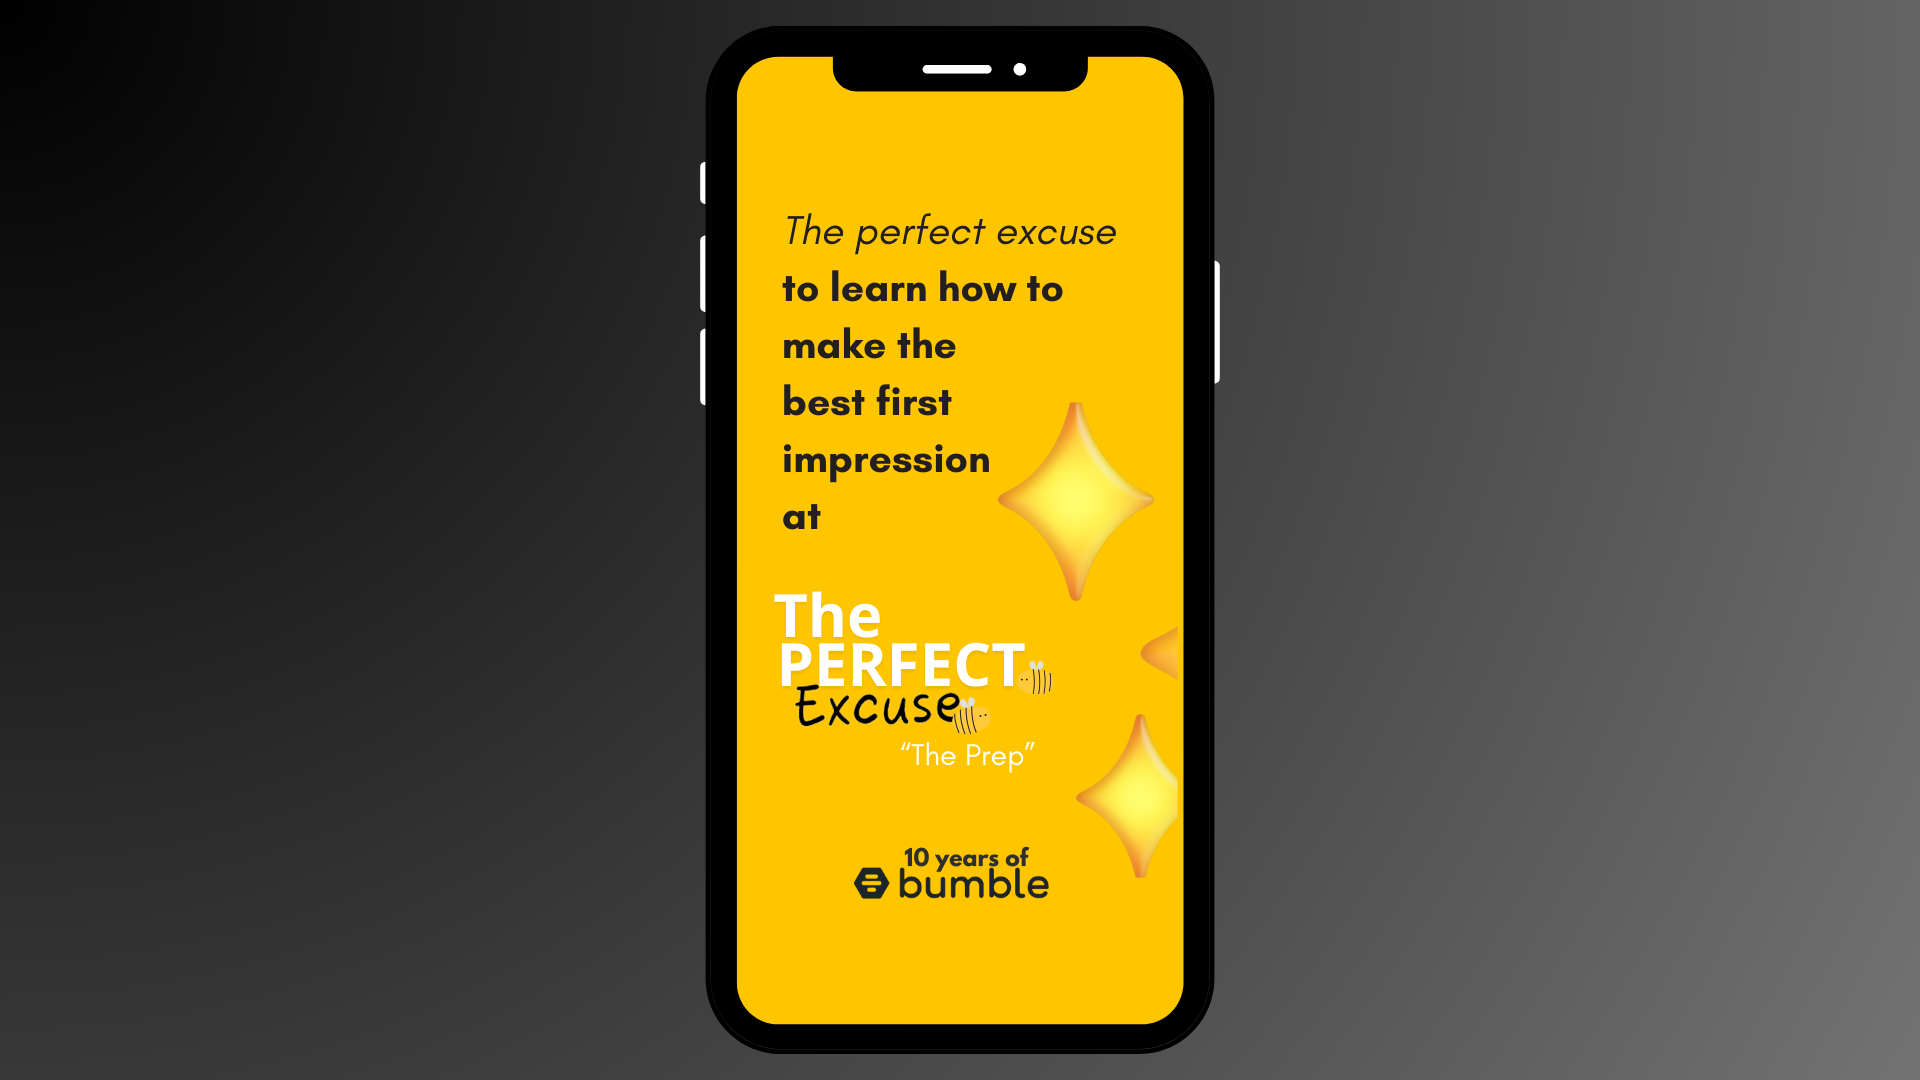 The perfect excuse
to learn how to
make the
best first
impression
at
The
PERFECT
Excuse
“The Prep”
10 years of
bumble